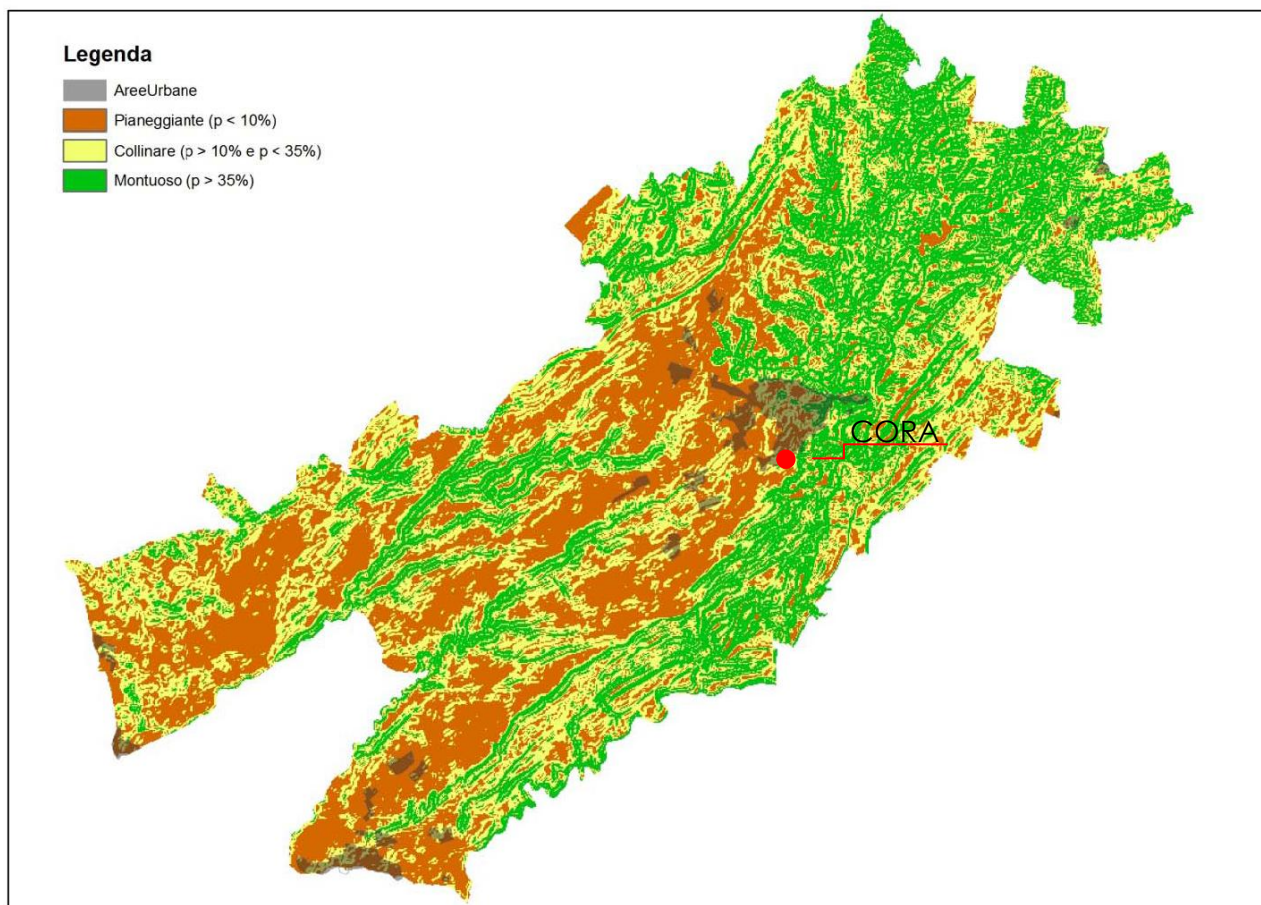 Legenda
AreeUrbane
Pianeggiante (p < 10%)
Collinare (p > 10% e p < 35%)
Montuoso (p > 35%)
CORA